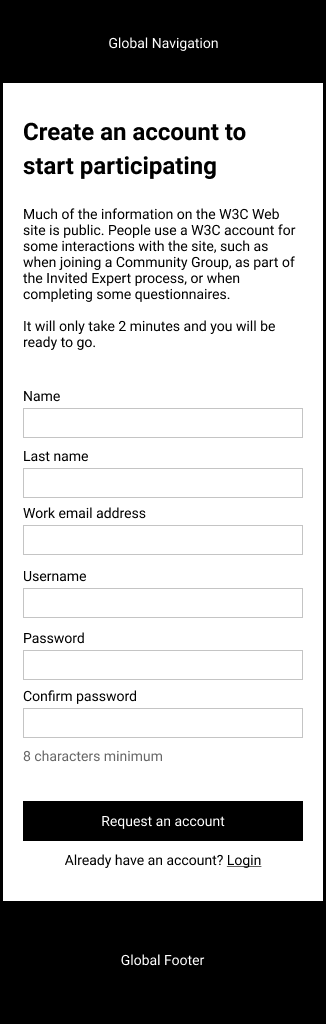 Global Navigation
Create an account to
start participating
Much of the information on the W3C Web
site is public. People use a W3C account for
some interactions with the site, such as
when joining a Community Group, as part of
the Invited Expert process, or when
completing some questionnaires.
It will only take 2 minutes and you will be
ready to go.
Name
Last name
Work email address
Username
Password
Confirm password
8 characters minimum
Request an account
Already have an account? Login
Global Footer